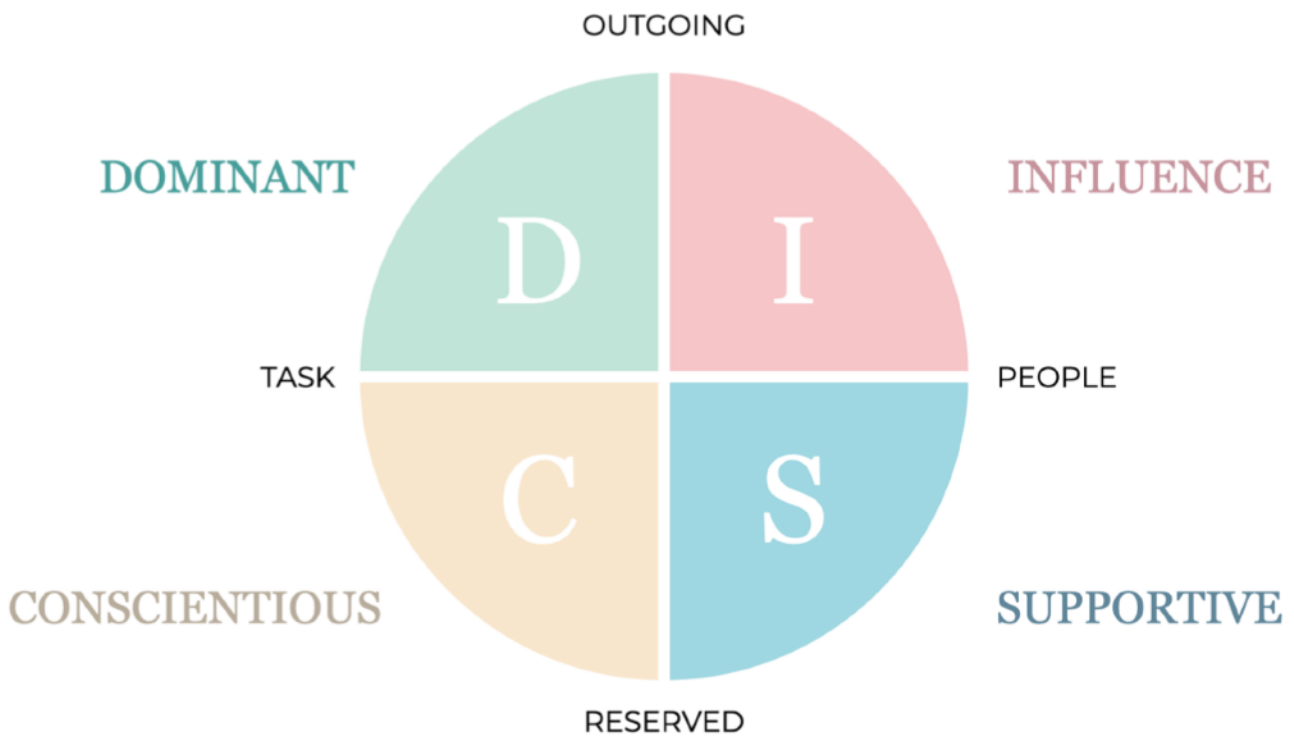 OUTGOING
DOMINANT
INFLUENCE
D
I
TASK
PEOPLE
C
S
CONSCIENTIOUS
SUPPORTIVE
RESERVED